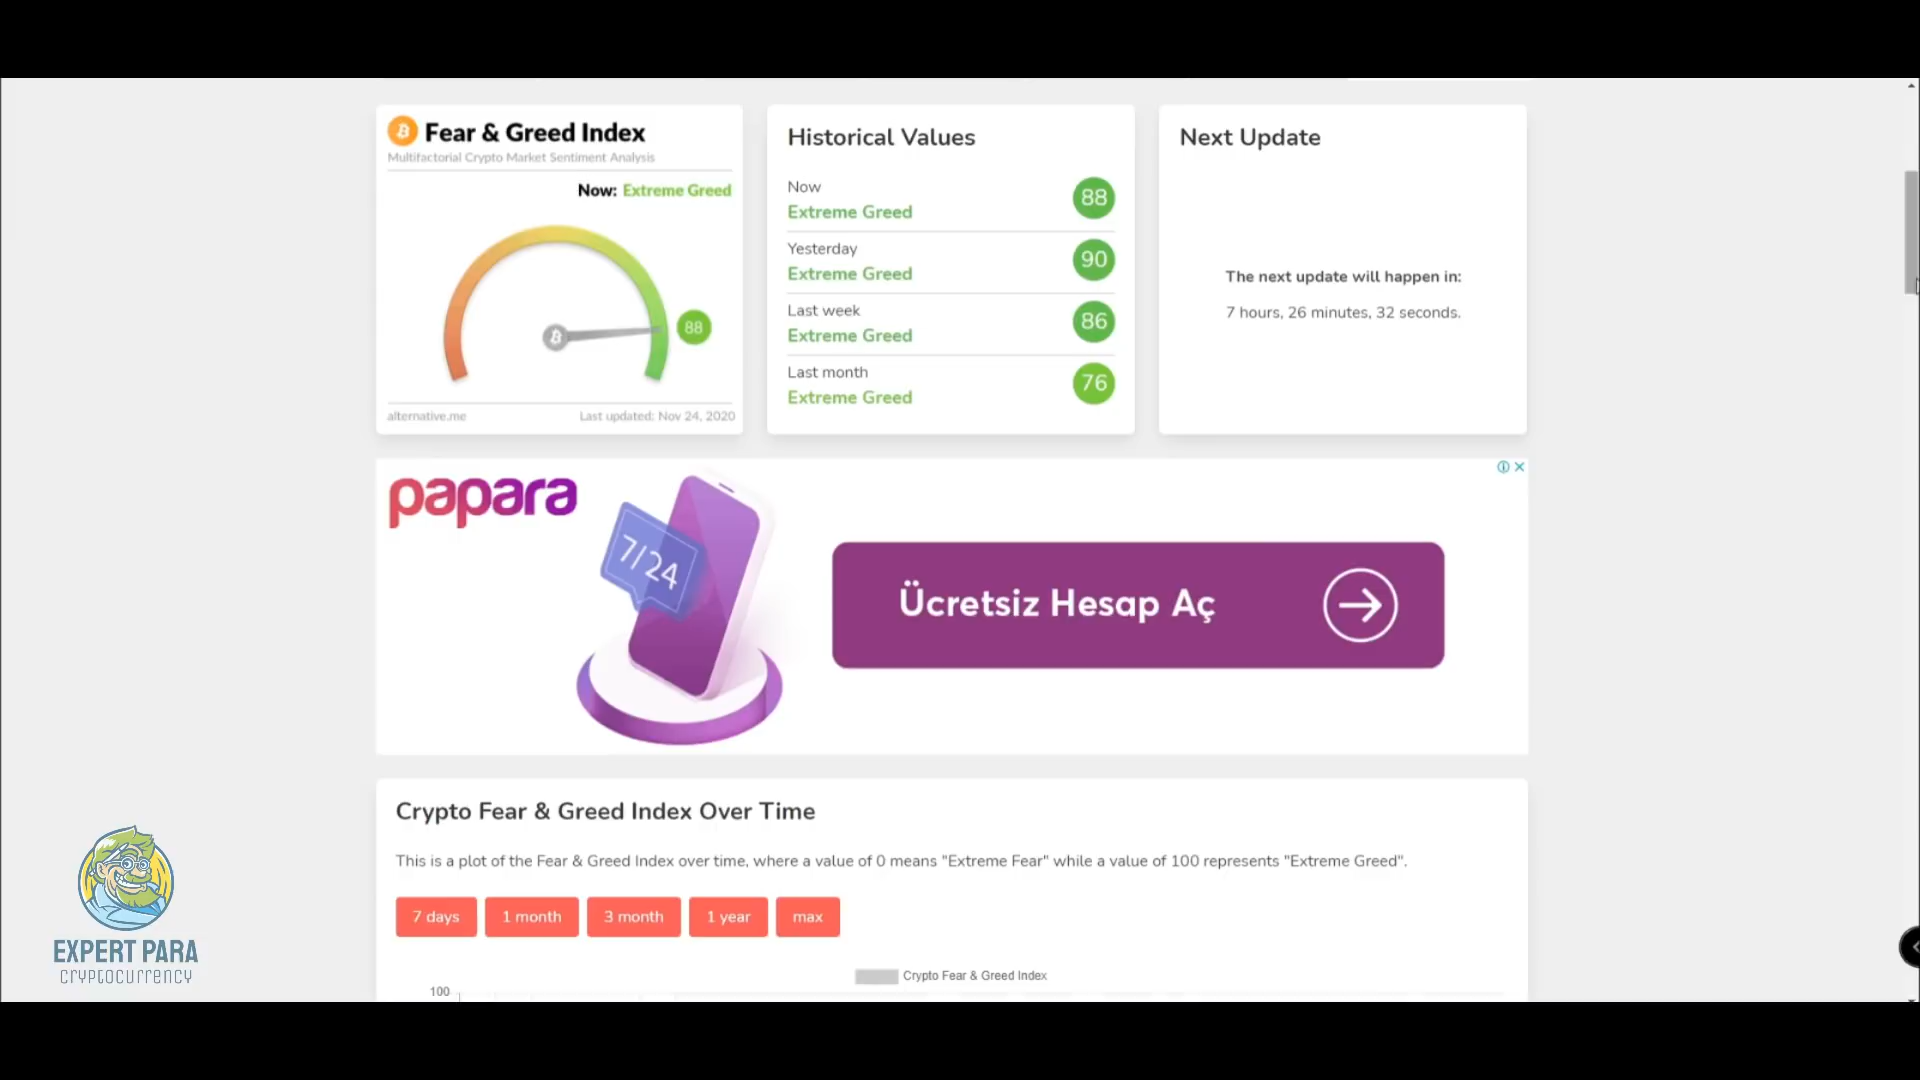 Fear & Greed Index
Multifactorial Crypto Market Sentiment Analysis
Now: Extreme Greed
88
alternative.me
Last updated: Nov 24, 2020
Historical Values
Now
Extreme Greed
88
Yesterday
Extreme Greed
90
Last week
Extreme Greed
86
Last month
Extreme Greed
76
Next Update
The next update will happen in:
7 hours, 26 minutes, 32 seconds.
papara
7/24
Ücretsiz Hesap Aç
Crypto Fear & Greed Index Over Time
This is a plot of the Fear & Greed Index over time, where a value of 0 means "Extreme Fear" while a value of 100 represents "Extreme Greed".
7 days
1 month
3 month
1 year
max
Crypto Fear & Greed Index
100
EXPERT PARA
CRYPTOCURRENCY